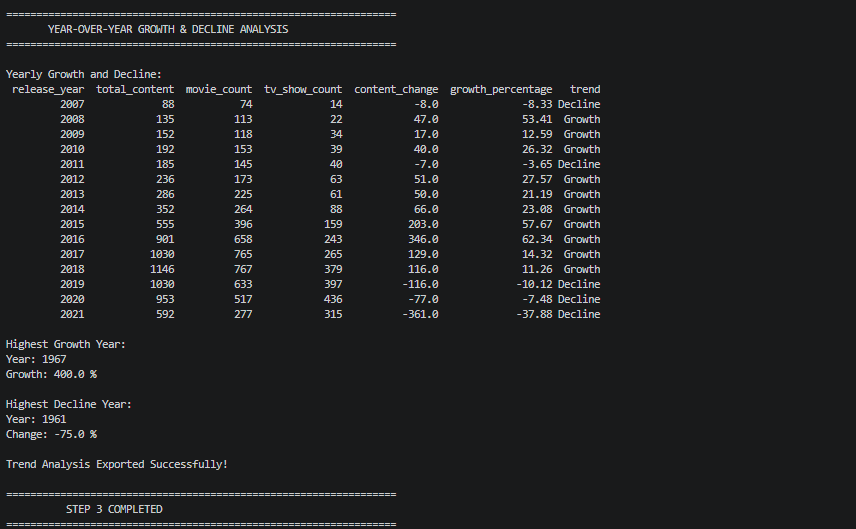 =================================================================
YEAR-OVER-YEAR GROWTH & DECLINE ANALYSIS
=================================================================
Yearly Growth and Decline:
release_year total_content movie_count tv_show_count content_change growth_percentage trend
2007 88 74 14 -8.0 -8.33 Decline
2008 135 113 22 47.0 53.41 Growth
2009 152 118 34 17.0 12.59 Growth
2010 192 153 39 40.0 26.32 Growth
2011 185 145 40 -7.0 -3.65 Decline
2012 236 173 63 51.0 27.57 Growth
2013 286 225 61 50.0 21.19 Growth
2014 352 264 88 66.0 23.08 Growth
2015 555 396 159 203.0 57.67 Growth
2016 901 658 243 346.0 62.34 Growth
2017 1030 765 265 129.0 14.32 Growth
2018 1146 767 379 116.0 11.26 Growth
2019 1030 633 397 -116.0 -10.12 Decline
2020 953 517 436 -77.0 -7.48 Decline
2021 592 277 315 -361.0 -37.88 Decline
Highest Growth Year:
Year: 1967
Growth: 400.0 %
Highest Decline Year:
Year: 1961
Change: -75.0 %
Trend Analysis Exported Successfully!
=================================================================
STEP 3 COMPLETED
=================================================================